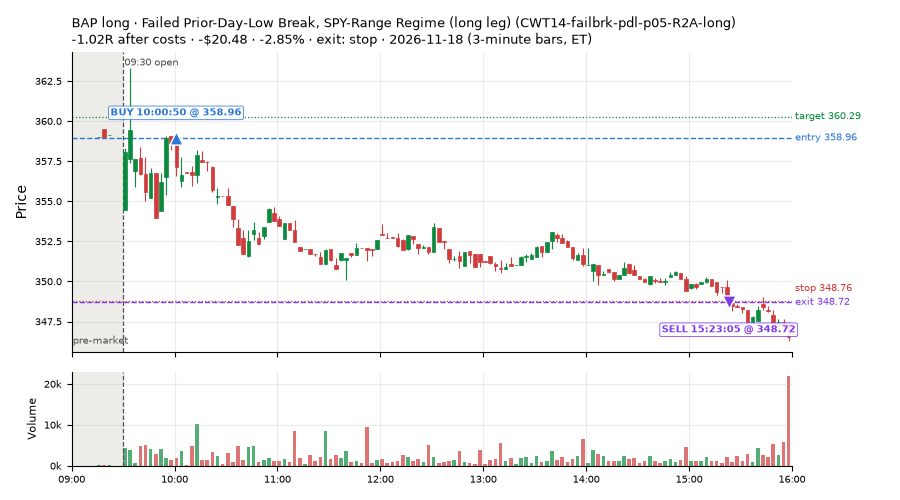 BAP long · Failed Prior-Day-Low Break, SPY-Range Regime (long leg) (CWT14-failbrk-pdl-p05-R2A-long)
-1.02R after costs · -$20.48 · -2.85% · exit: stop · 2026-11-18 (3-minute bars, ET)
09:30 open
362.5
BUY 10:00:50 @ 358.96
target 360.29
360.0
entry 358.96
357.5
Price
355.0
352.5
350.0
stop 348.76
exit 348.72
347.5
SELL 15:23:05 @ 348.72
pre-market
20k
Volume
10k
0k
09:00 10:00 11:00 12:00 13:00 14:00 15:00 16:00